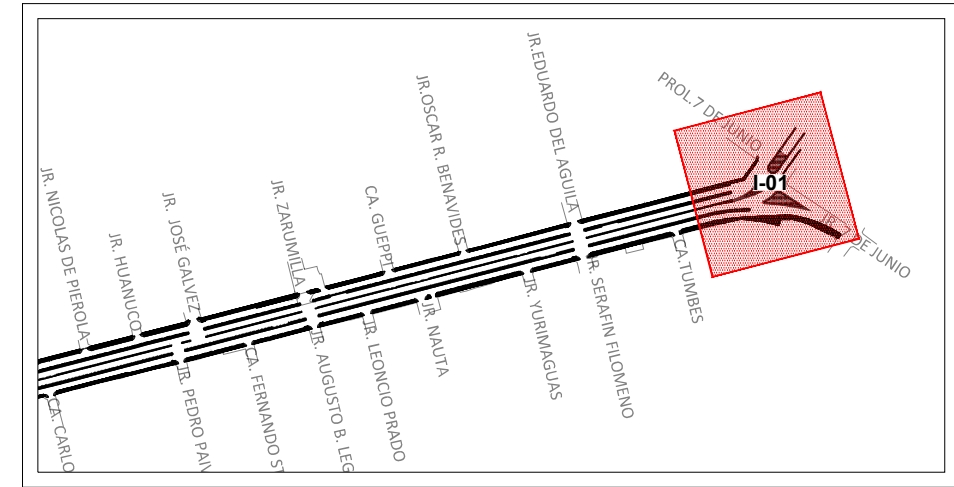 JR. NICOLAS DE PIEROLA
JR. HUANUCO
JR. JOSÉ GALVEZ
JR. ZARUMILLA
CA. GUEPPI
JR.OSCAR R. BENAVIDES
JR.EDUARDO DEL AGUILA
PROL.7 DE JUNIO
I-01
JR. 7 DE JUNIO
CA. CARLO
JR. PEDRO PAIV
CA. FERNANDO ST
JR. AUGUSTO B. LEG
JR. LEONCIO PRADO
JR. NAUTA
JR. YURIMAGUAS
JR. SERAFIN FILOMENO
CA.TUMBES